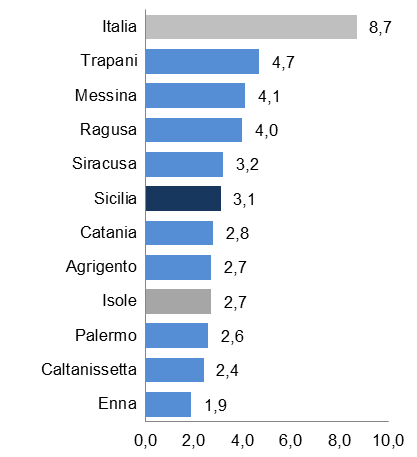 Italia 8,7
Trapani 4,7
Messina 4,1
Ragusa 4,0
Siracusa 3,2
Sicilia 3,1
Catania 2,8
Agrigento 2,7
Isole 2,7
Palermo 2,6
Caltanissetta 2,4
Enna 1,9
0,0 2,0 4,0 6,0 8,0 10,0